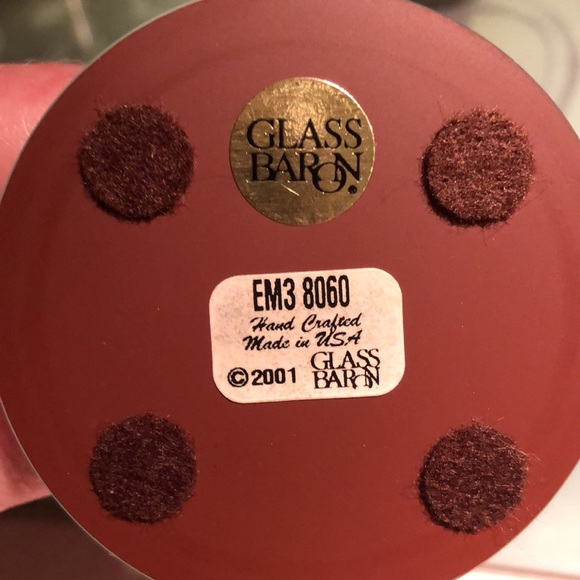 GLASS
BARON.
EM3 8060
Hand Crafted
Made in USA
©2001 GLASS
BARON